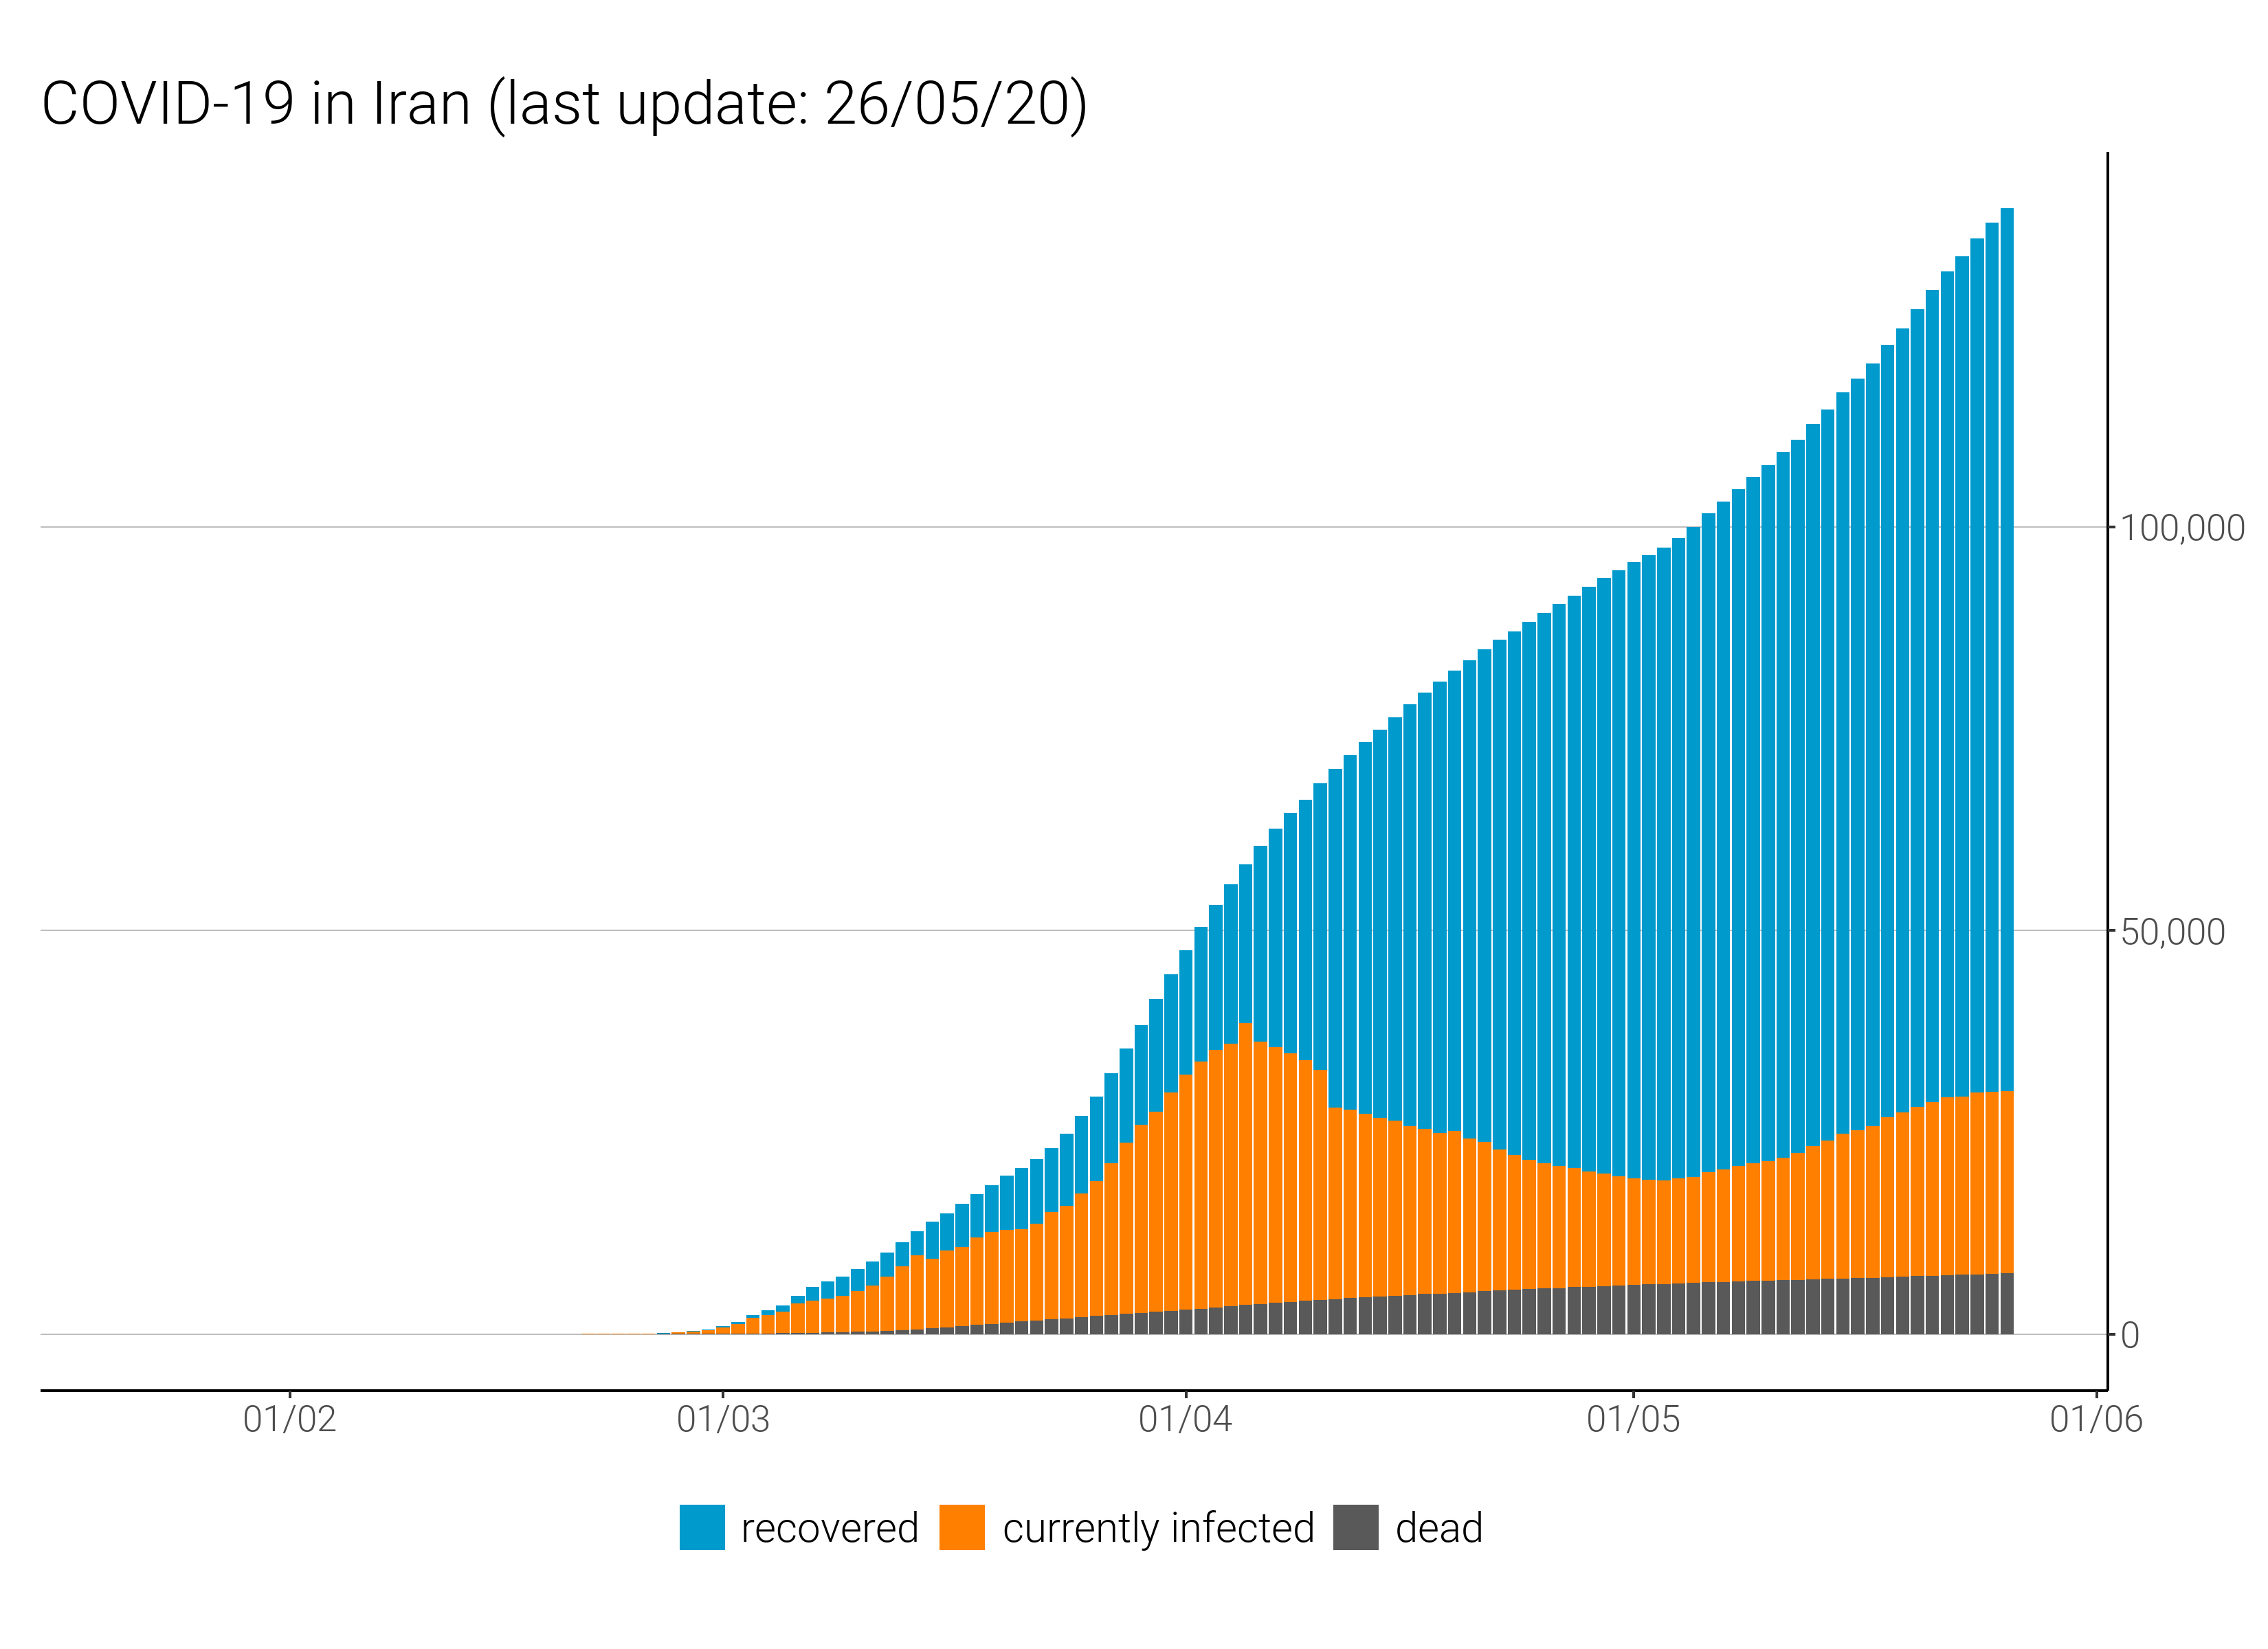 COVID-19 in Iran (last update: 26/05/20)
100,000
50,000
0
01/02 01/03 01/04 01/05 01/06
recovered currently infected dead